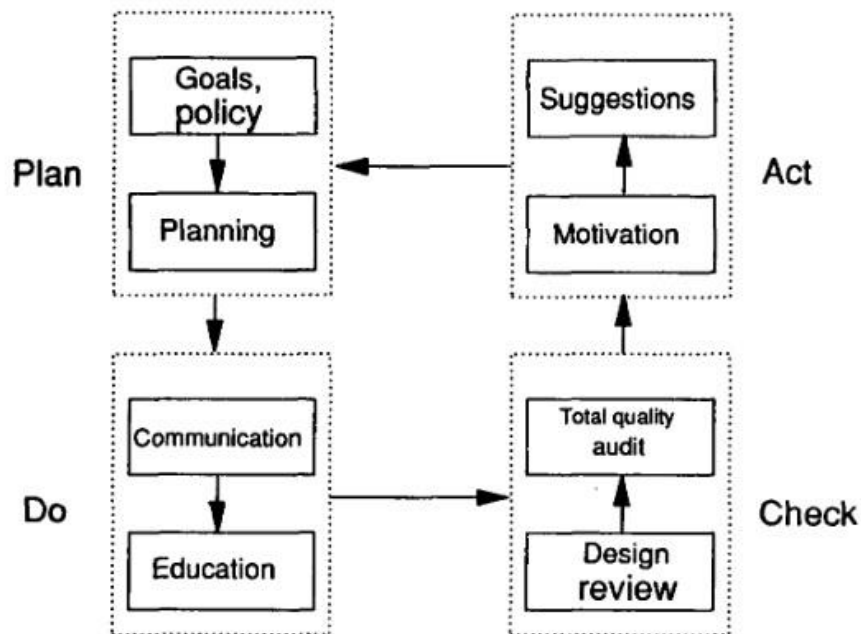 Goals,
policy
Plan
Planning
Suggestions
Act
Motivation
Communication
Do
Education
Total quality
audit
Check
Design
review